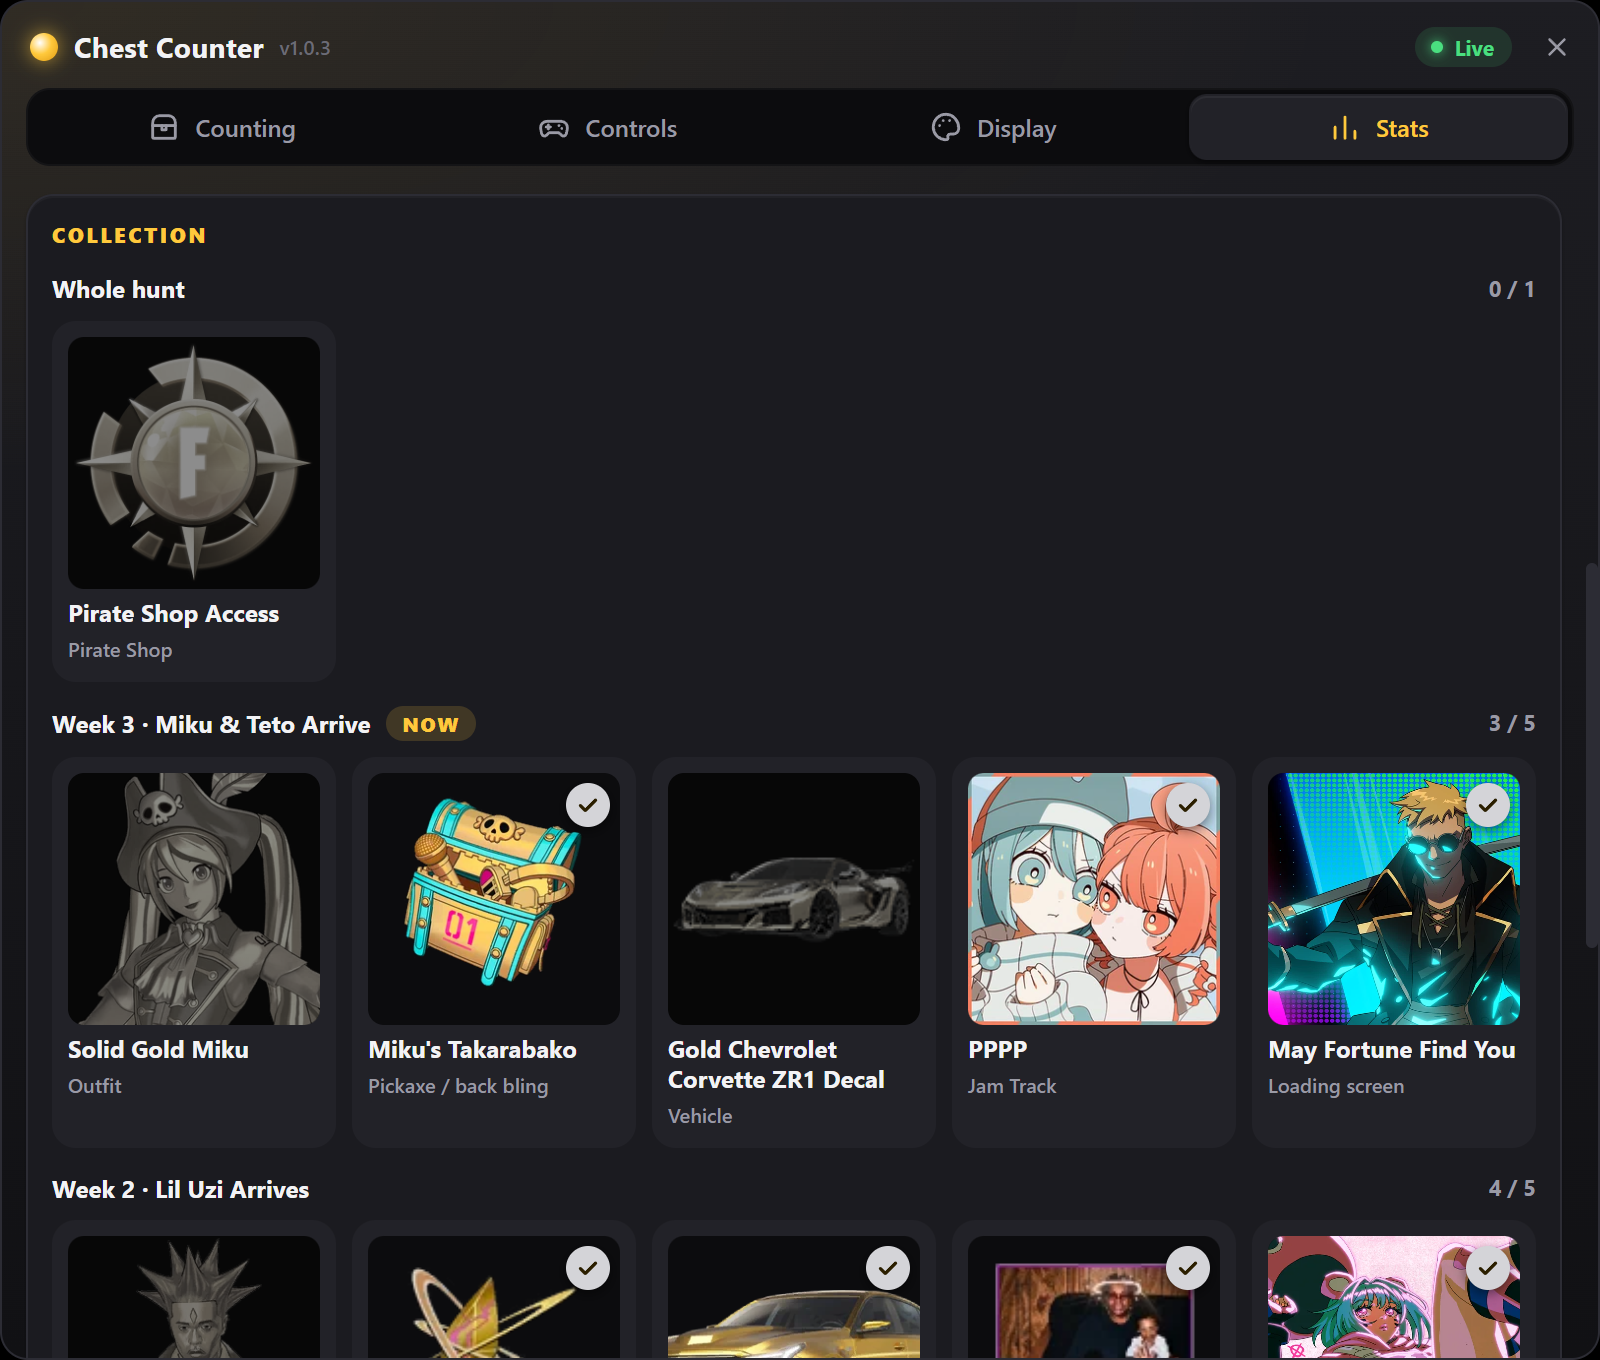 Chest Counter v1.0.3
Live
Counting
Controls
Display
Stats
COLLECTION
Whole hunt
0 / 1
F
Pirate Shop Access
Pirate Shop
Week 3 · Miku & Teto Arrive
NOW
3 / 5
01
Solid Gold Miku
Outfit
Miku's Takarabako
Pickaxe / back bling
Gold Chevrolet
Corvette ZR1 Decal
Vehicle
PPPP
Jam Track
May Fortune Find You
Loading screen
Week 2 · Lil Uzi Arrives
4 / 5